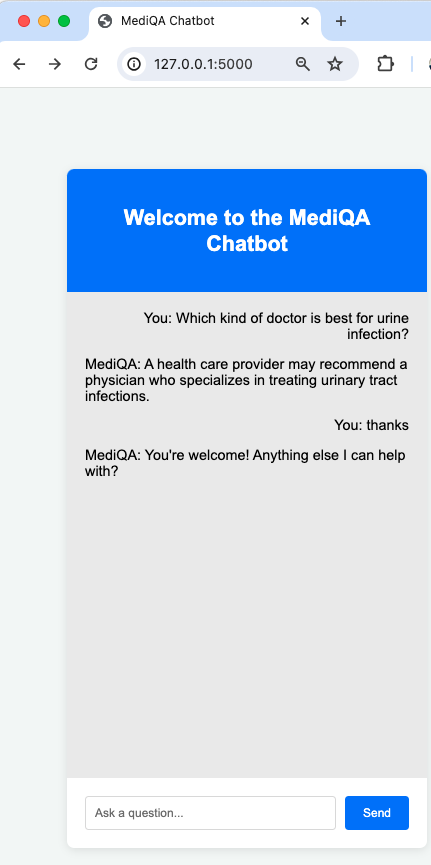 MediQA Chatbot
127.0.0.1:5000
Welcome to the MediQA
Chatbot
You: Which kind of doctor is best for urine
infection?
MediQA: A health care provider may recommend a
physician who specializes in treating urinary tract
infections.
You: thanks
MediQA: You're welcome! Anything else I can help
with?
Ask a question...
Send